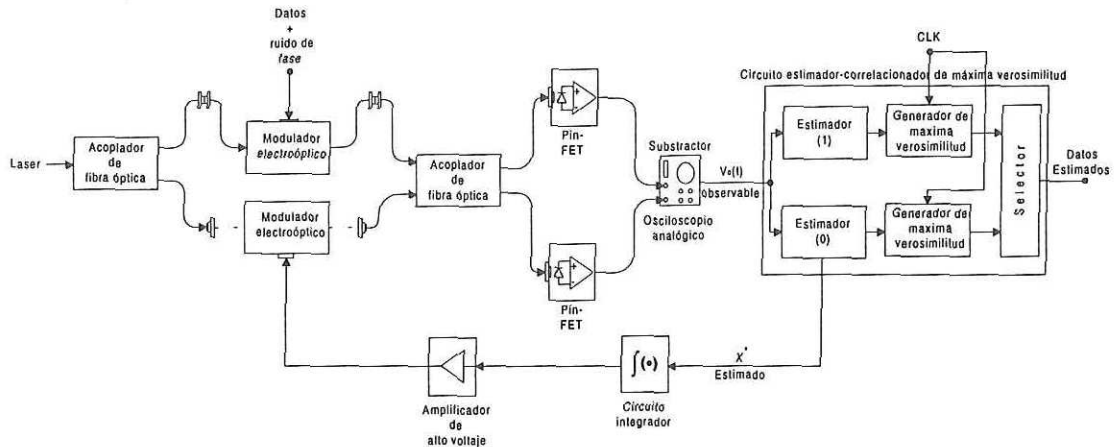 Datos
+
ruido de
fase
CLK
Circuito estimador-correlacionador de máxima verosimilitud
Laser
Acoplador
de
fibra óptica
Modulador
electroóptico
Modulador
electroóptico
Acoplador
de
fibra óptica
Pin-
FET
Pin-
FET
Substractor
Osciloscopio
analógico
Vo(t)
observable
Estimador
(1)
Generador de
maxima
verosimilitud
Estimador
(0)
Generador de
maxima
verosimilitud
Selector
Datos
Estimados
Amplificador
de
alto voltaje
∫(•)
Circuito
integrador
X*
Estimado